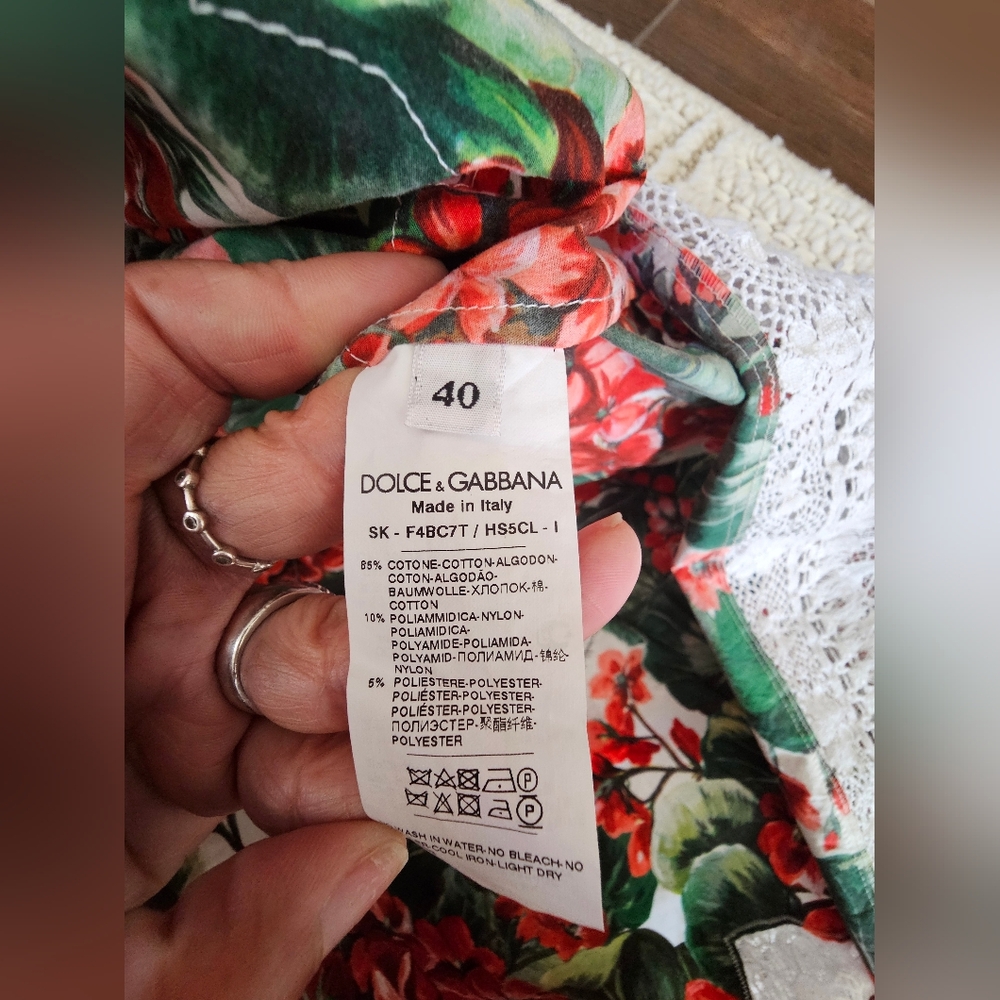 40
DOLCE & GABBANA
Made in Italy
SK - F4BC7T / HS5CL - I
85% COTONE-COTTON-ALGODON-
COTON-ALGODÃO-
BAUMWOLLE-ХЛОПОК-棉-
COTTON
10% POLIAMMIDICA-NYLON-
POLIAMIDICA-
POLYAMIDE-POLIAMIDA-
POLYAMID-ПОЛИАМИД-锦纶-
NYLON
5% POLIESTERE-POLYESTER-
POLIÉSTER-POLYESTER-
POLIÉSTER-POLYESTER-
ПОЛИЭСТЕР-聚酯纤维-
POLYESTER
P
P
WASH IN WATER-NO BLEACH-NO
COOL IRON-LIGHT DRY